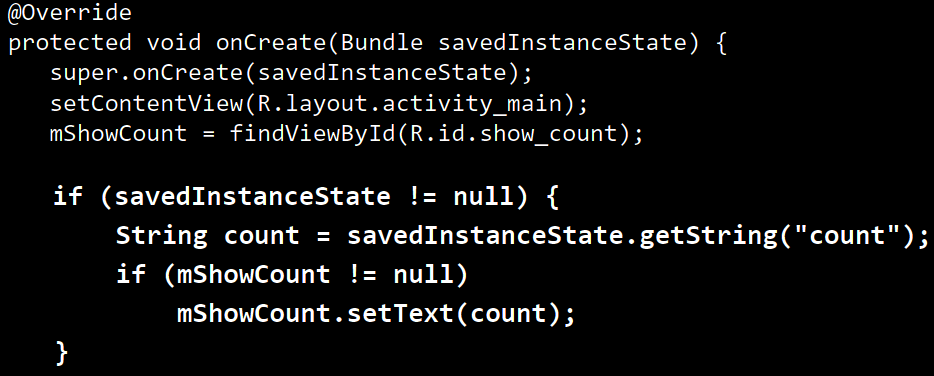 @Override
protected void onCreate(Bundle savedInstanceState) {
super.onCreate(savedInstanceState);
setContentView(R.layout.activity_main);
mShowCount = findViewById(R.id.show_count);
if (savedInstanceState != null) {
String count = savedInstanceState.getString("count");
if (mShowCount != null)
mShowCount.setText(count);
}